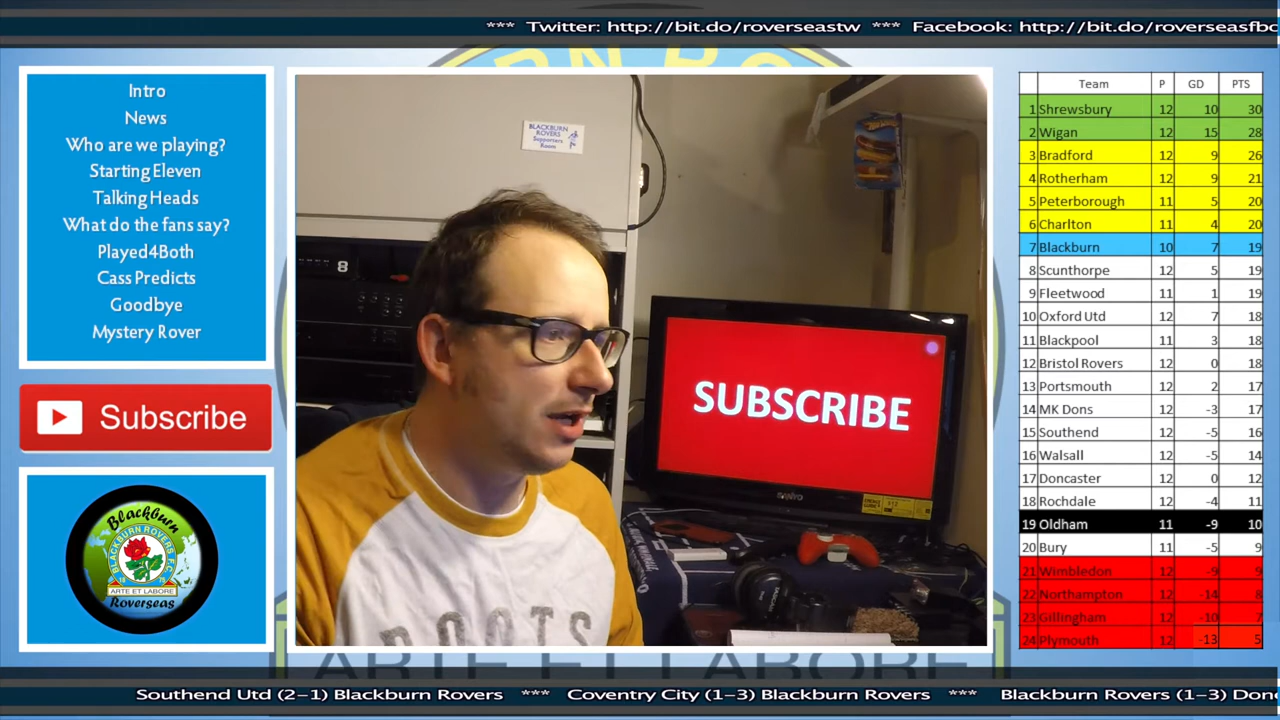 *** Twitter: http://bit.do/roverseastw *** Facebook: http://bit.do/roverseasfbo
Intro
News
Who are we playing?
Starting Eleven
Talking Heads
What do the fans say?
Played4Both
Cass Predicts
Goodbye
Mystery Rover
Subscribe
Blackburn
BLACKBURN ROVERS F.C.
1875
ARTE ET LABORE
Roverseas
BLACKBURN
ROVERS
Supporters
Room
8
SUBSCRIBE
SANYO
ROOTS
ARTE ET LABORE
Team P GD PTS
1 Shrewsbury 12 10 30
2 Wigan 12 15 28
3 Bradford 12 9 26
4 Rotherham 12 9 21
5 Peterborough 11 5 20
6 Charlton 11 4 20
7 Blackburn 10 7 19
8 Scunthorpe 12 5 19
9 Fleetwood 11 1 19
10 Oxford Utd 12 7 18
11 Blackpool 11 3 18
12 Bristol Rovers 12 0 18
13 Portsmouth 12 2 17
14 MK Dons 12 -3 17
15 Southend 12 -5 16
16 Walsall 12 -5 14
17 Doncaster 12 0 12
18 Rochdale 12 -4 11
19 Oldham 11 -9 10
20 Bury 11 -5 9
21 Wimbledon 12 -9 9
22 Northampton 12 -14 8
23 Gillingham 12 -10 7
24 Plymouth 12 -13 5
Southend Utd (2-1) Blackburn Rovers *** Coventry City (1-3) Blackburn Rovers *** Blackburn Rovers (1-3) Donc